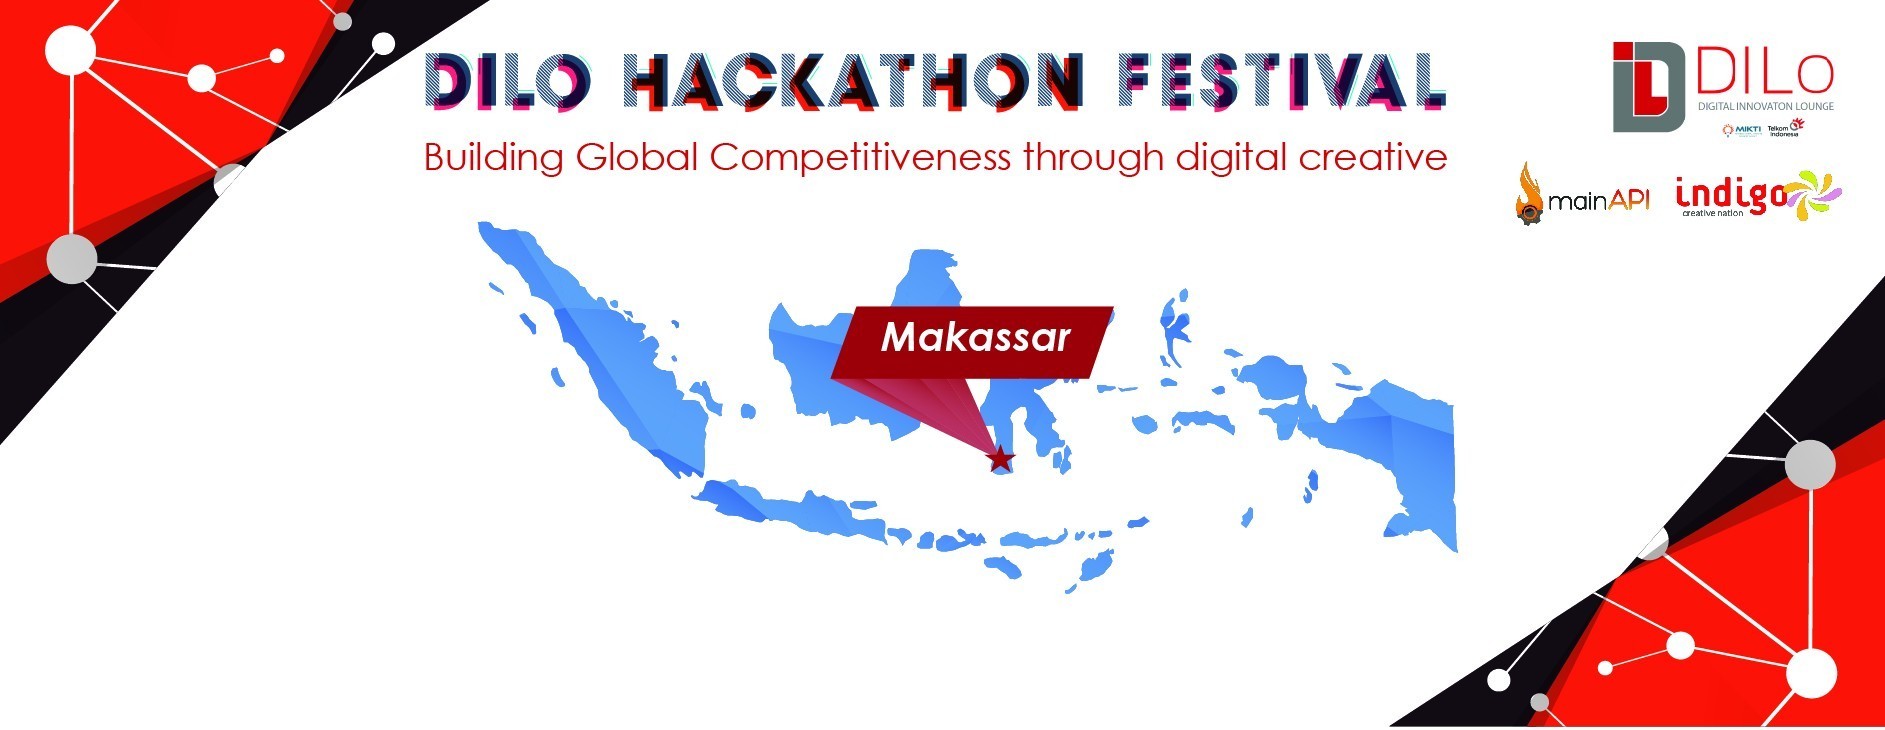 DILO HACKATHON FESTIVAL
Building Global Competitiveness through digital creative
DILo
DIGITAL INNOVATON LOUNGE
MIKTI
Telkom
Indonesia
mainAPI
indigo
creative nation
Makassar